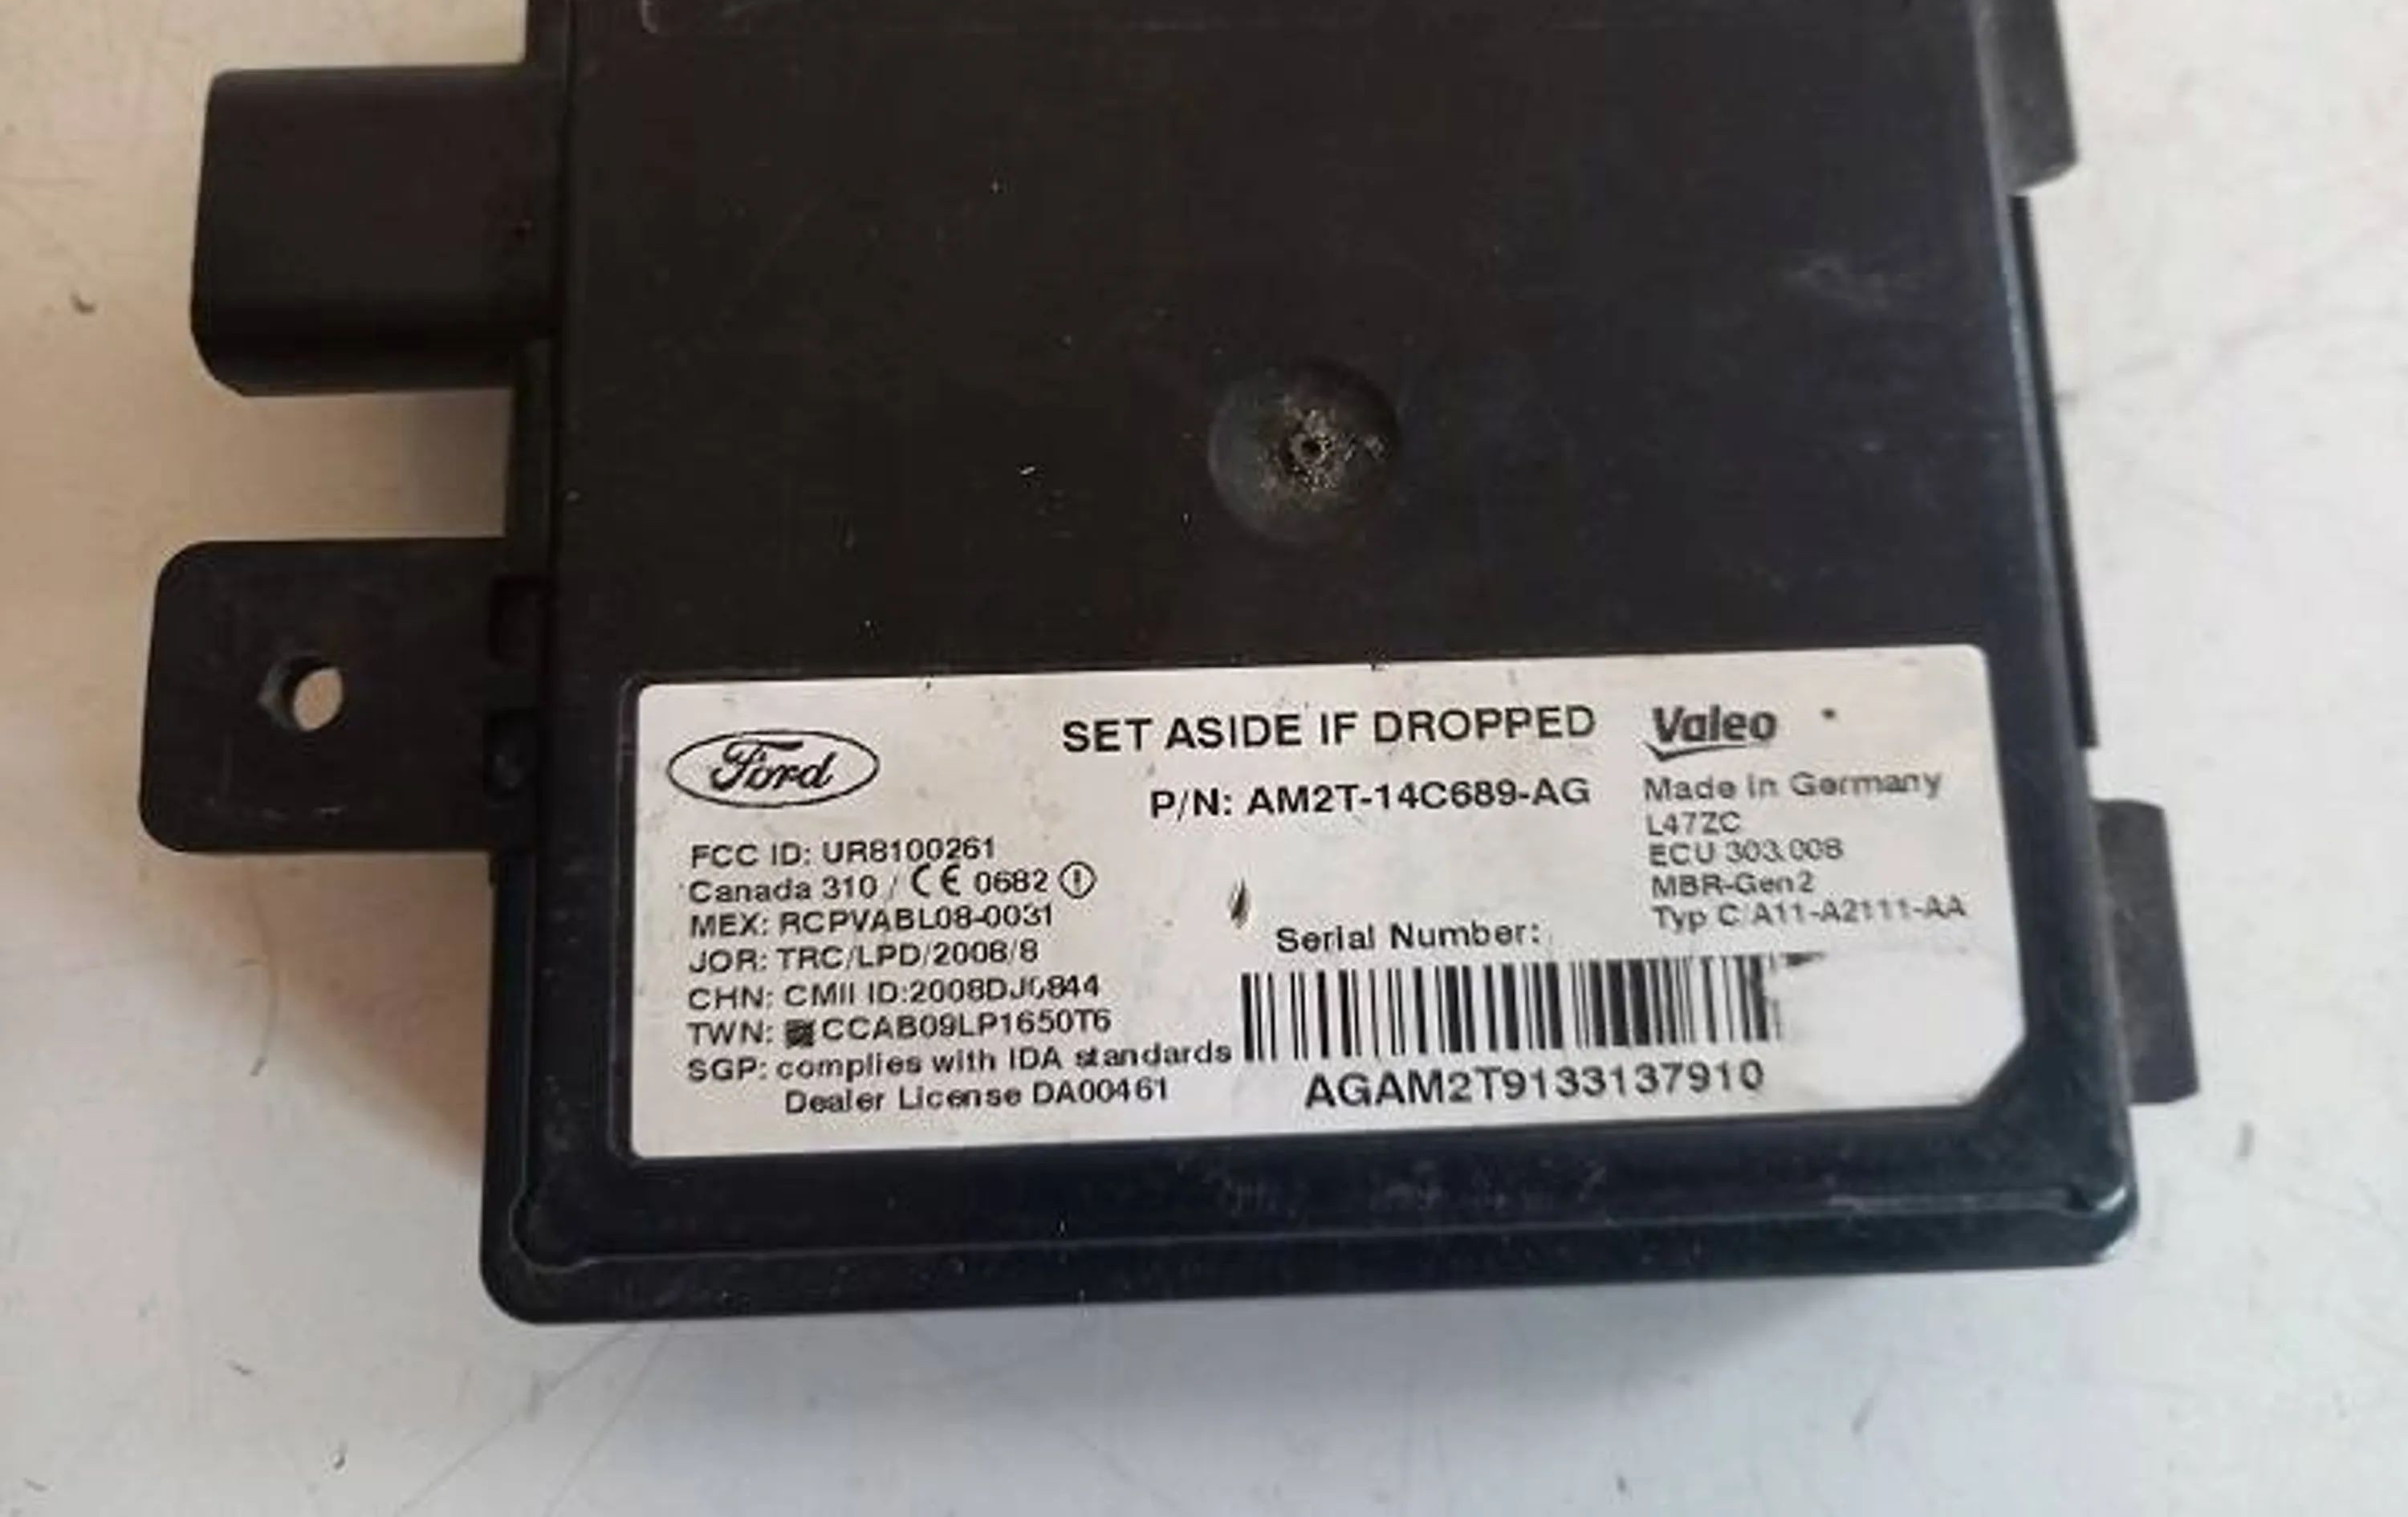 Ford
SET ASIDE IF DROPPED
P/N: AM2T-14C689-AG
Valeo
Made in Germany
L47ZC
ECU 303.008
MBR-Gen2
Typ C/A11-A2111-AA
FCC ID: UR8100261
Canada 310 / CE 0682
MEX: RCPVABL08-0031
JOR: TRC/LPD/2008/8
CHN: CMII ID:
TWN: CCAB09LP1650T6
SGP: complies with IDA standards
Dealer License DA00461
Serial Number:
AGAM2T9133137910